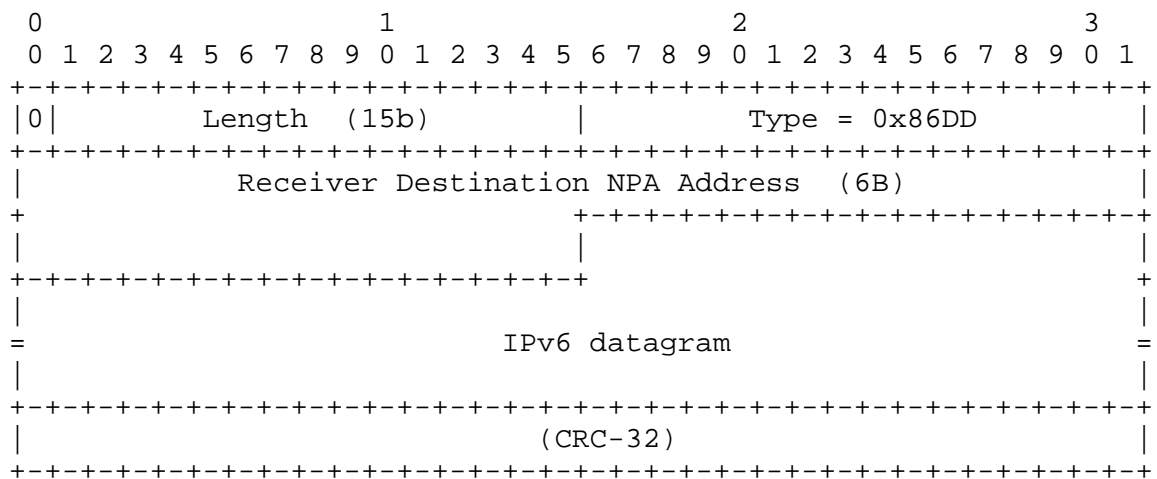 0                   1                   2                   3
 0 1 2 3 4 5 6 7 8 9 0 1 2 3 4 5 6 7 8 9 0 1 2 3 4 5 6 7 8 9 0 1
+-+-+-+-+-+-+-+-+-+-+-+-+-+-+-+-+-+-+-+-+-+-+-+-+-+-+-+-+-+-+-+-+
|0|        Length  (15b)        |         Type = 0x86DD         |
+-+-+-+-+-+-+-+-+-+-+-+-+-+-+-+-+-+-+-+-+-+-+-+-+-+-+-+-+-+-+-+-+
|            Receiver Destination NPA Address  (6B)             |
+                               +-+-+-+-+-+-+-+-+-+-+-+-+-+-+-+-+
|                               |                               |
+-+-+-+-+-+-+-+-+-+-+-+-+-+-+-+-+                               +
|                                                               |
=                           IPv6 datagram                       =
|                                                               |
+-+-+-+-+-+-+-+-+-+-+-+-+-+-+-+-+-+-+-+-+-+-+-+-+-+-+-+-+-+-+-+-+
|                             (CRC-32)                          |
+-+-+-+-+-+-+-+-+-+-+-+-+-+-+-+-+-+-+-+-+-+-+-+-+-+-+-+-+-+-+-+-+